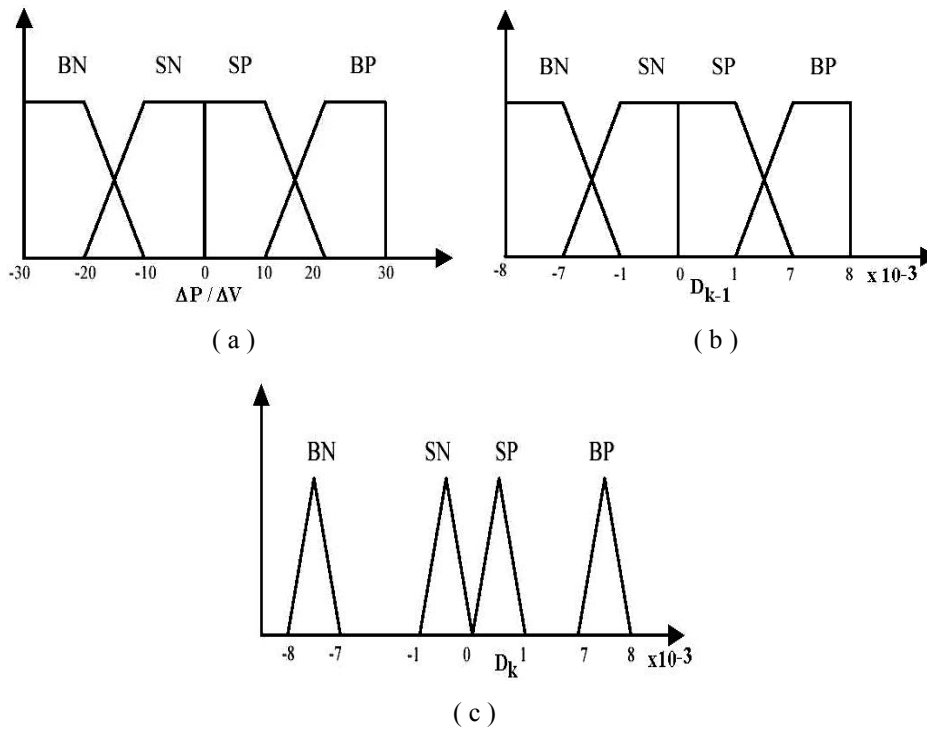 BN SN SP BP
-30 -20 -10 0 10 20 30
ΔP / ΔV
( a )
BN SN SP BP
-8 -7 -1 0 1 7 8 x 10-3
Dk-1
( b )
BN SN SP BP
-8 -7 -1 0 1 7 8 x10-3
Dk
( c )